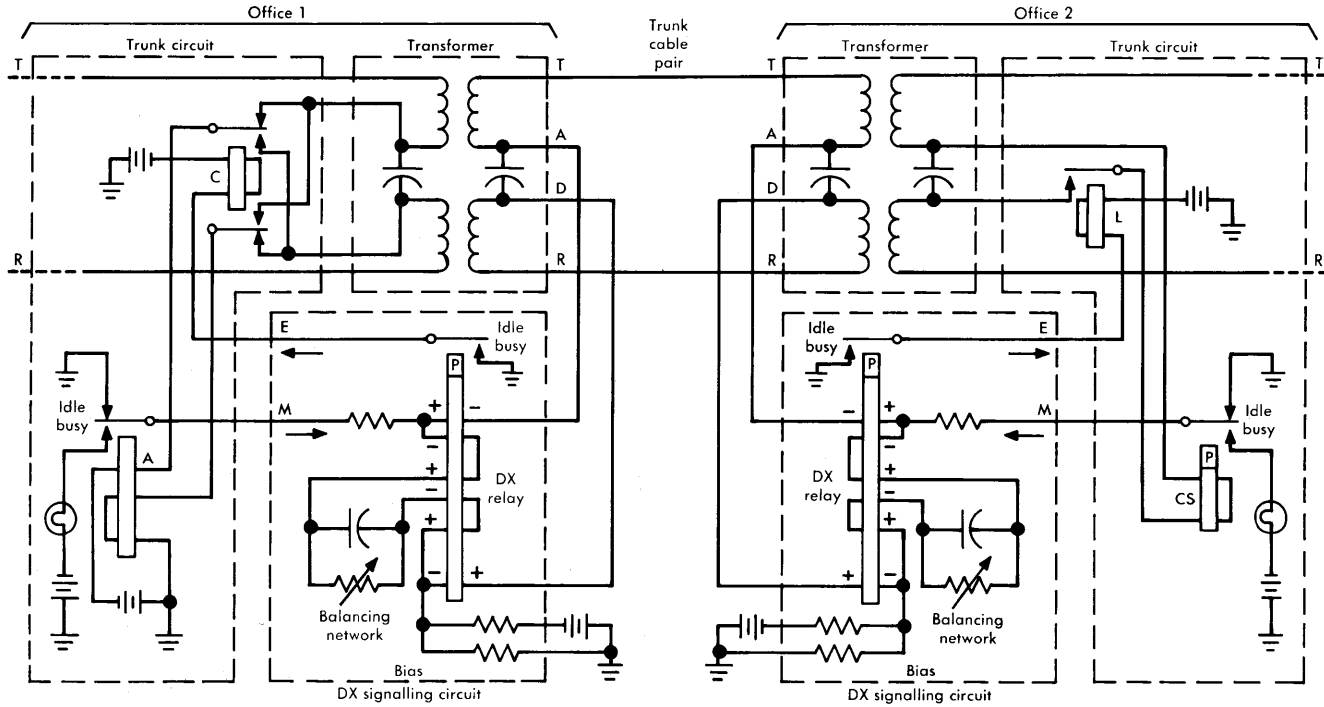 Office 1
Office 2
Trunk circuit
Transformer
Trunk
cable
pair
Transformer
Trunk circuit
T
T
T
T
A
A
C
D
D
L
R
R
R
R
E
Idle
busy
Idle
busy
E
P
P
Idle
busy
M
+
-
-
+
M
Idle
busy
A
-
-
P
+
+
DX
relay
DX
relay
-
-
CS
+
+
-
+
+
-
Balancing
network
Balancing
network
Bias
Bias
DX signalling circuit
DX signalling circuit